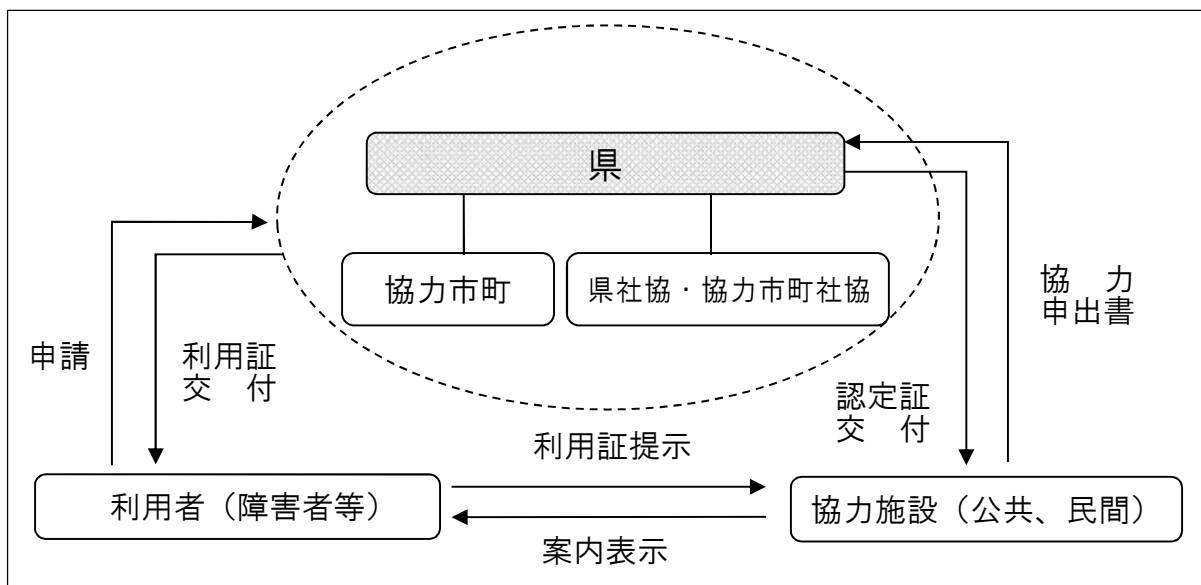 県
協力市町
県社協・協力市町社協
申請
利用証
交　付
協　力
申出書
認定証
交　付
利用証提示
利用者（障害者等）
協力施設（公共、民間）
案内表示